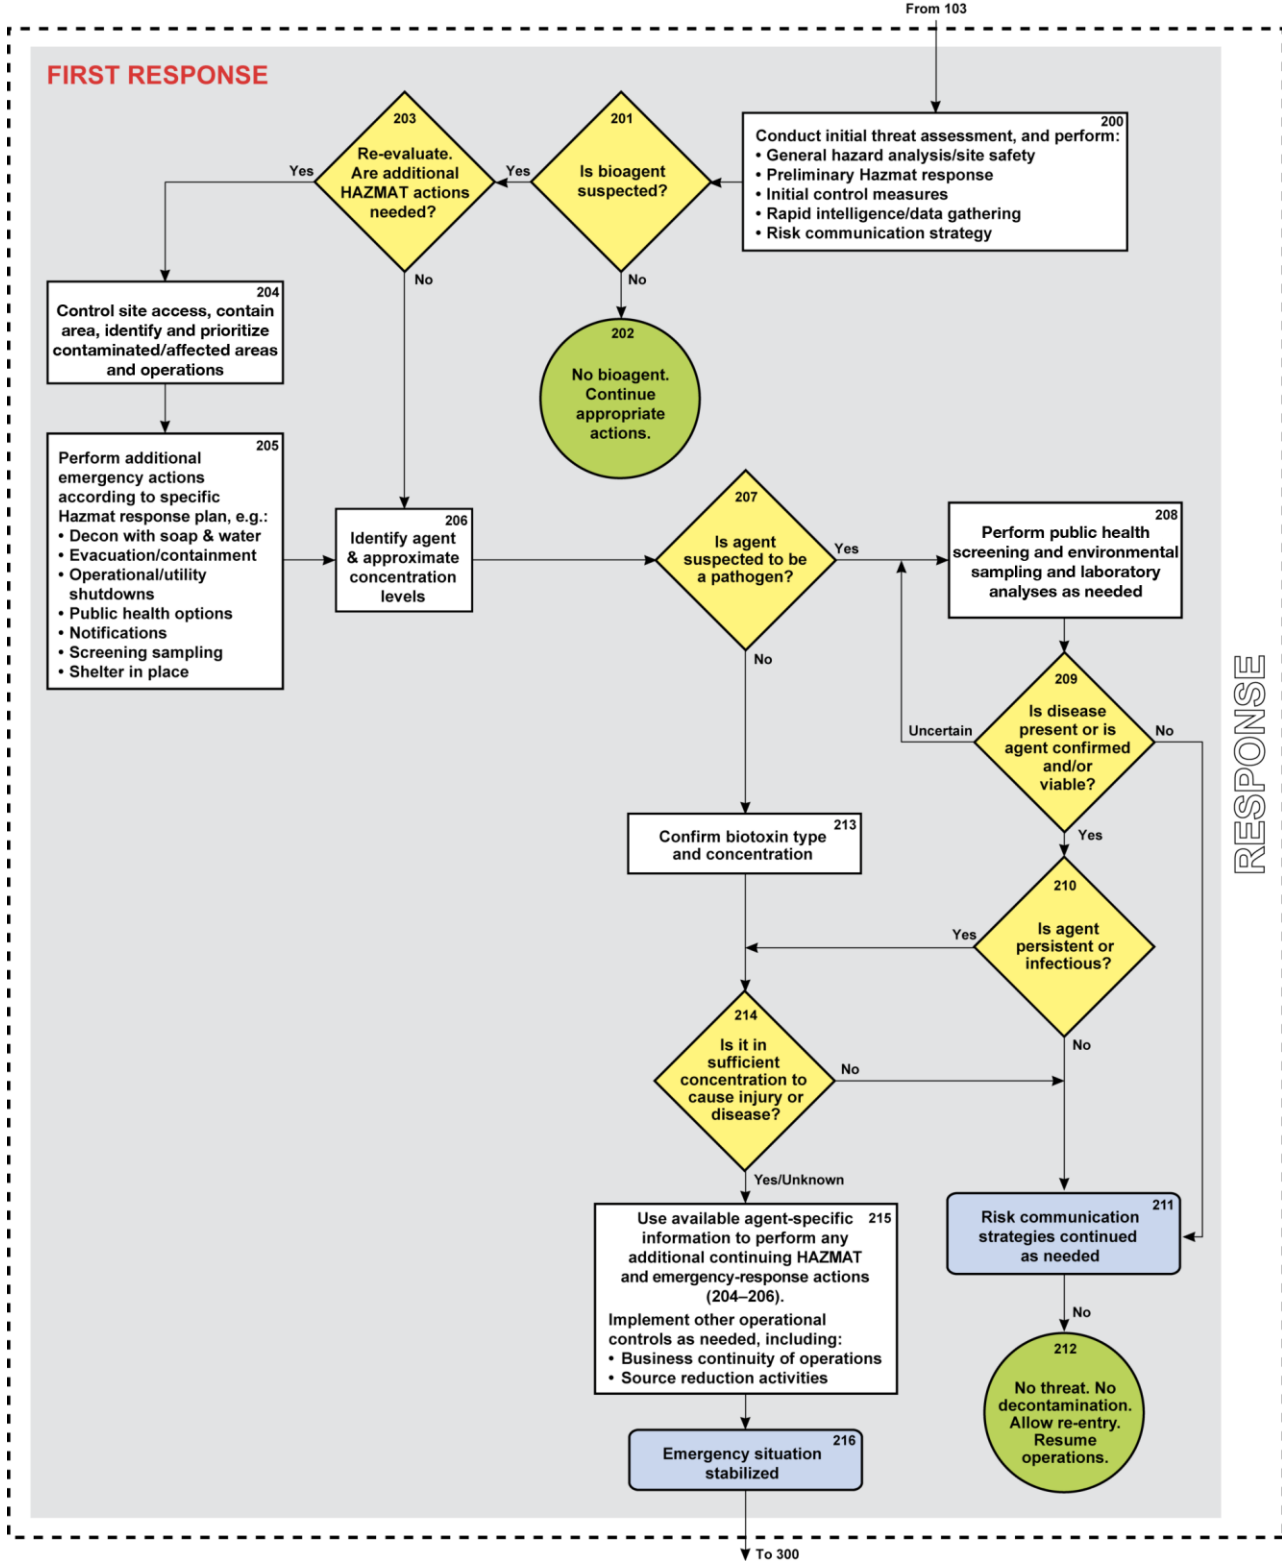 From 103
FIRST RESPONSE
200
Conduct initial threat assessment, and perform:
• General hazard analysis/site safety
• Preliminary Hazmat response
• Initial control measures
• Rapid intelligence/data gathering
• Risk communication strategy
201
Is bioagent
suspected?
Yes
No
202
No bioagent.
Continue
appropriate
actions.
203
Re-evaluate.
Are additional
HAZMAT actions
needed?
Yes
No
204
Control site access, contain
area, identify and prioritize
contaminated/affected areas
and operations
205
Perform additional
emergency actions
according to specific
Hazmat response plan, e.g.:
• Decon with soap & water
• Evacuation/containment
• Operational/utility
shutdowns
• Public health options
• Notifications
• Screening sampling
• Shelter in place
206
Identify agent
& approximate
concentration
levels
207
Is agent
suspected to be
a pathogen?
Yes
No
208
Perform public health
screening and environmental
sampling and laboratory
analyses as needed
209
Is disease
present or is
agent confirmed
and/or
viable?
Uncertain
No
Yes
210
Is agent
persistent or
infectious?
Yes
No
213
Confirm biotoxin type
and concentration
214
Is it in
sufficient
concentration to
cause injury or
disease?
No
Yes/Unknown
211
Risk communication
strategies continued
as needed
No
212
No threat. No
decontamination.
Allow re-entry.
Resume
operations.
215
Use available agent-specific
information to perform any
additional continuing HAZMAT
and emergency-response actions
(204–206).
Implement other operational
controls as needed, including:
• Business continuity of operations
• Source reduction activities
216
Emergency situation
stabilized
To 300
RESPONSE